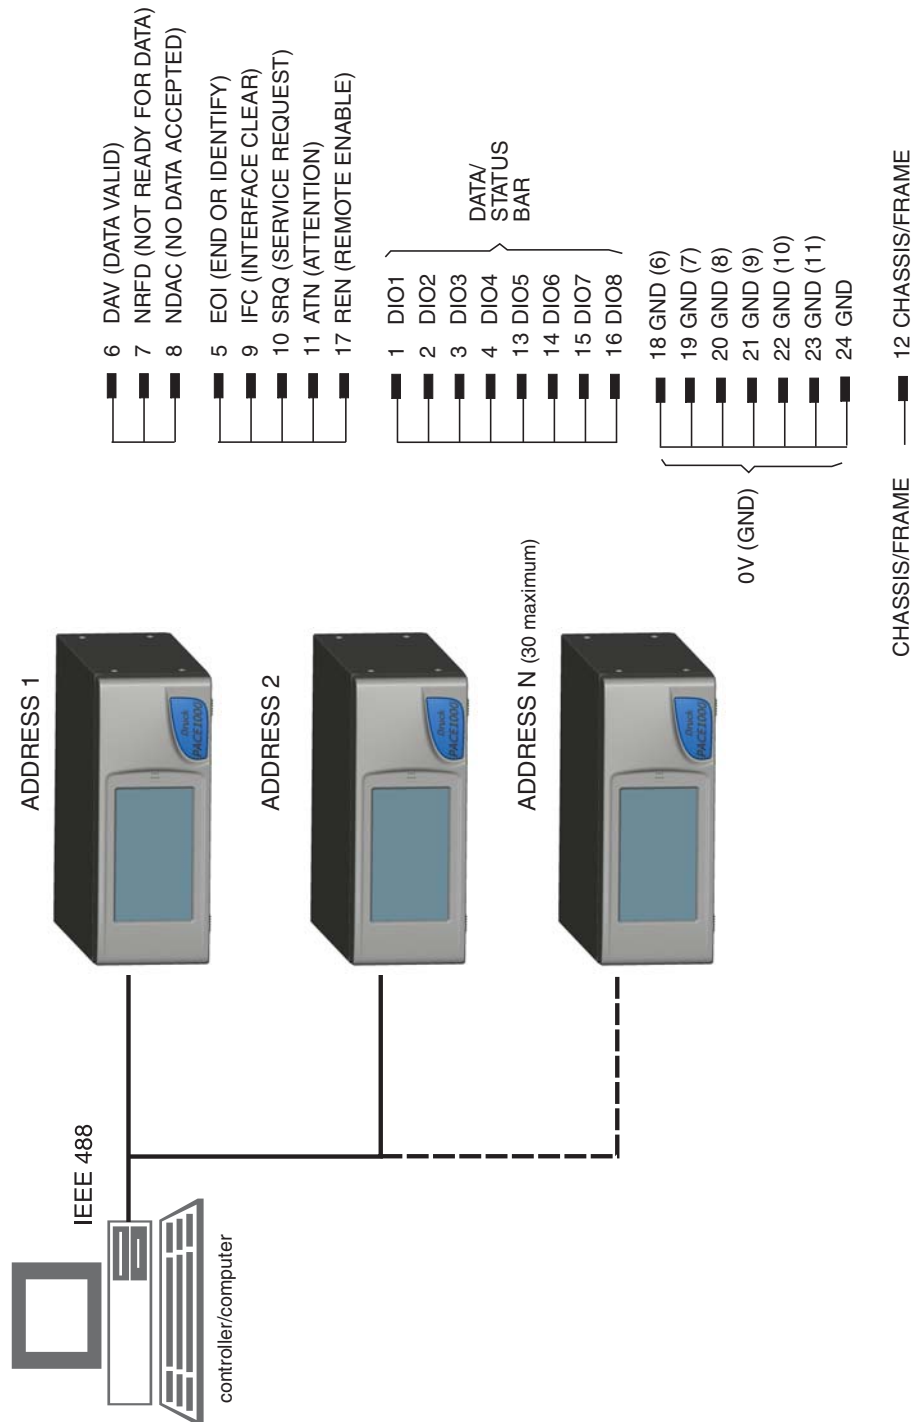 IEEE 488
controller/computer
ADDRESS 1
Druck
PACE1000
ADDRESS 2
Druck
PACE1000
ADDRESS N (30 maximum)
Druck
PACE1000
6 DAV (DATA VALID)
7 NRFD (NOT READY FOR DATA)
8 NDAC (NO DATA ACCEPTED)
5 EOI (END OR IDENTIFY)
9 IFC (INTERFACE CLEAR)
10 SRQ (SERVICE REQUEST)
11 ATN (ATTENTION)
17 REN (REMOTE ENABLE)
1 DIO1
2 DIO2
3 DIO3
4 DIO4
13 DIO5
14 DIO6
15 DIO7
16 DIO8
DATA/
STATUS
BAR
18 GND (6)
19 GND (7)
20 GND (8)
21 GND (9)
22 GND (10)
23 GND (11)
24 GND
0V (GND)
CHASSIS/FRAME
12 CHASSIS/FRAME